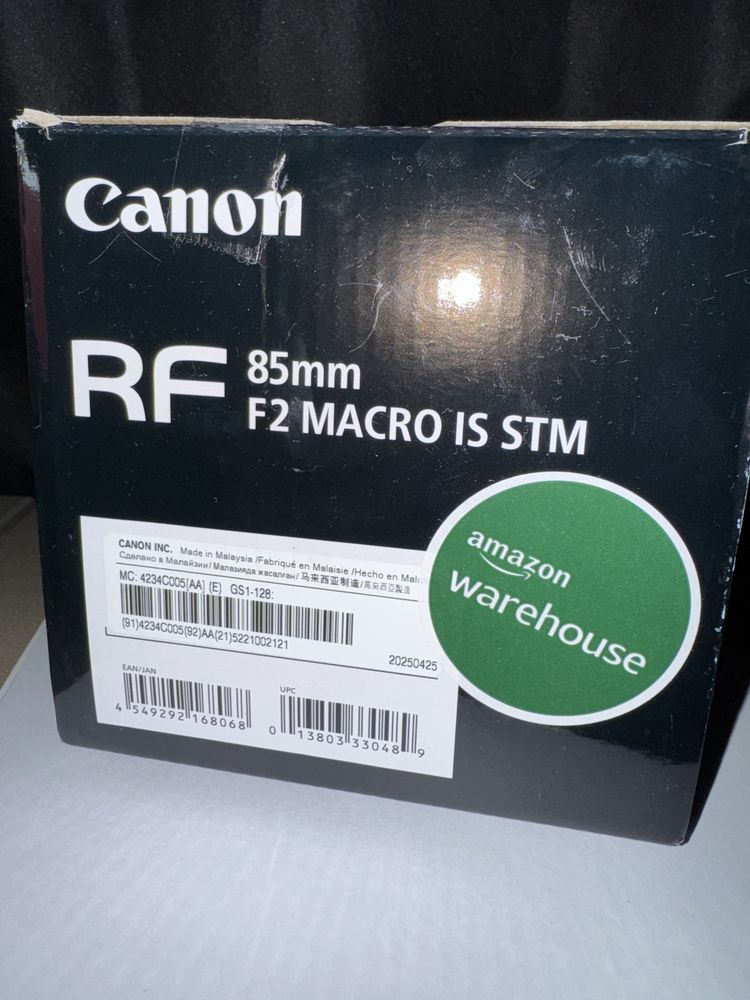 Canon
RF 85mm
F2 MACRO IS STM
CANON INC. Made in Malaysia /Fabriqué en Malaisie /Hecho en
Сделано в Малайзии/ Малазияда жасалған/ 马来西亚制造/馬來西亞製造
MC: 4234C005[AA] (E) GS1-128:
(91)4234C005(92)AA(21)5221002121
20250425
EAN/JAN
4 549292 168068
UPC
0 13803 33048 9
amazon
warehouse